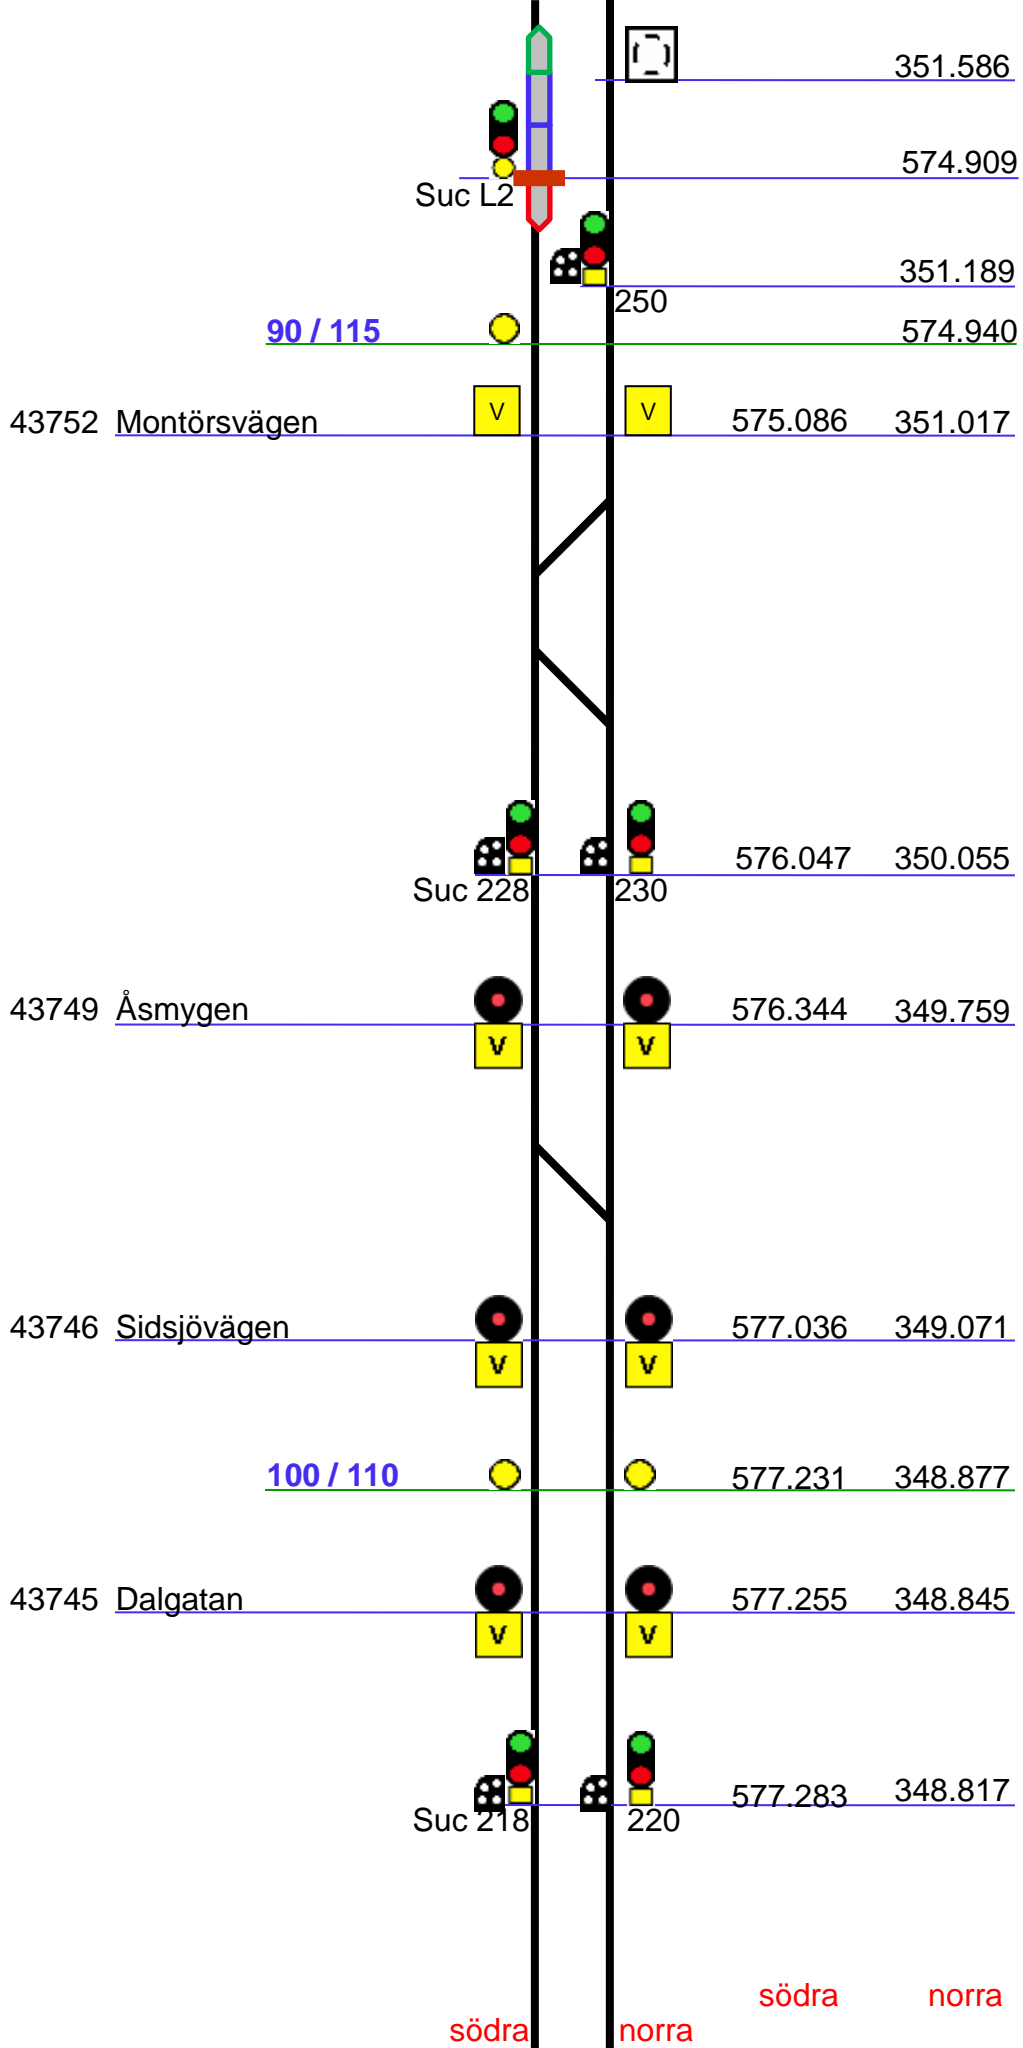 351.586
574.909
Suc L2
351.189
250
90 / 115 574.940
43752 Montörsvägen V V 575.086 351.017
576.047 350.055
Suc 228 230
43749 Åsmygen 576.344 349.759
V V
43746 Sidsjövägen 577.036 349.071
V V
100 / 110 577.231 348.877
43745 Dalgatan 577.255 348.845
V V
577.283 348.817
Suc 218 220
södra norra
södra norra